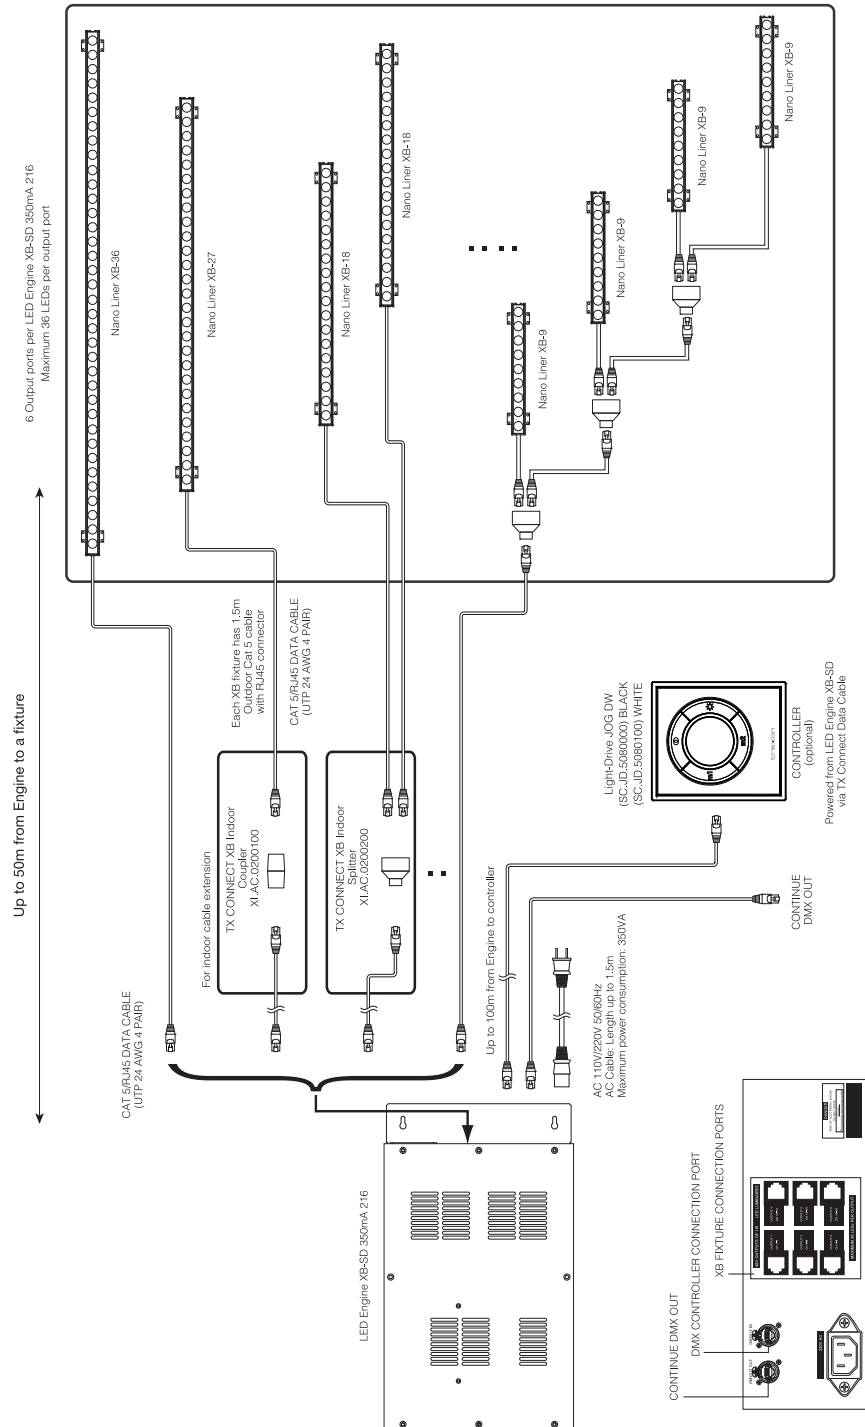 Up to 50m from Engine to a fixture
6 Output ports per LED Engine XB-SD 350mA 216
Maximum 36 LEDs per output port
Nano Liner XB-36
Nano Liner XB-27
Nano Liner XB-18
Nano Liner XB-18
Nano Liner XB-9
Nano Liner XB-9
Nano Liner XB-9
Nano Liner XB-9
Each XB fixture has 1.5m
Outdoor Cat 5 cable
with RJ45 connector
CAT 5/RJ45 DATA CABLE
(UTP 24 AWG 4 PAIR)
CAT 5/RJ45 DATA CABLE
(UTP 24 AWG 4 PAIR)
For indoor cable extension
TX CONNECT XB Indoor
Coupler
XI.AC.0200100
TX CONNECT XB Indoor
Splitter
XI.AC.0200200
Up to 100m from Engine to controller
Light-Drive JOG DW
(SC.JD.5080000) BLACK
(SC.JD.5080100) WHITE
m1
m2
CONTROLLER
(optional)
Powered from LED Engine XB-SD
via TX Connect Data Cable
CONTINUE
DMX OUT
AC 110V/220V 50/60Hz
AC Cable: Length up to 1.5m
Maximum power consumption: 350VA
LED Engine XB-SD 350mA 216
CONTINUE DMX OUT
DMX CONTROLLER CONNECTION PORT
XB FIXTURE CONNECTION PORTS